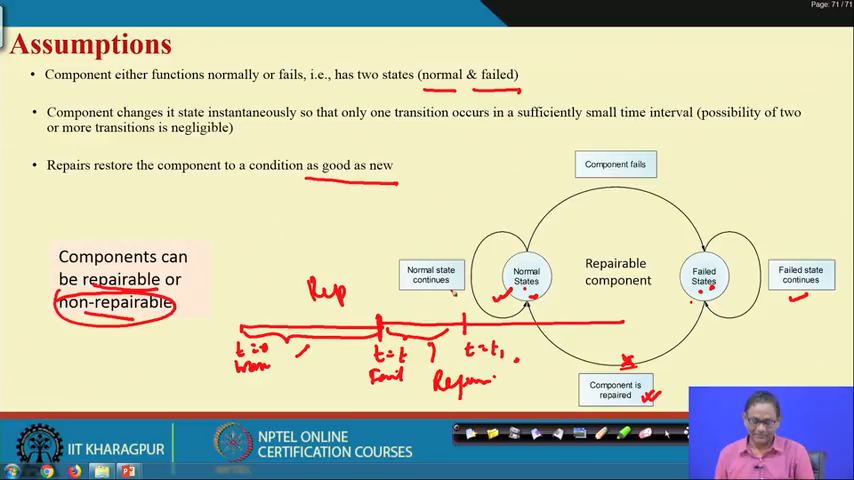 Page: 71 / 71
Assumptions
• Component either functions normally or fails, i.e., has two states (normal & failed)
• Component changes it state instantaneously so that only one transition occurs in a sufficiently small time interval (possibility of two
or more transitions is negligible)
• Repairs restore the component to a condition as good as new
Component fails
Components can
be repairable or
non-repairable
Normal state
continues
Normal
States
Repairable
component
Failed
States
Failed state
continues
Rep
t=0
t=t
Fail
t=t₁
Component is
repaired
IIT KHARAGPUR
NPTEL ONLINE
CERTIFICATION COURSES